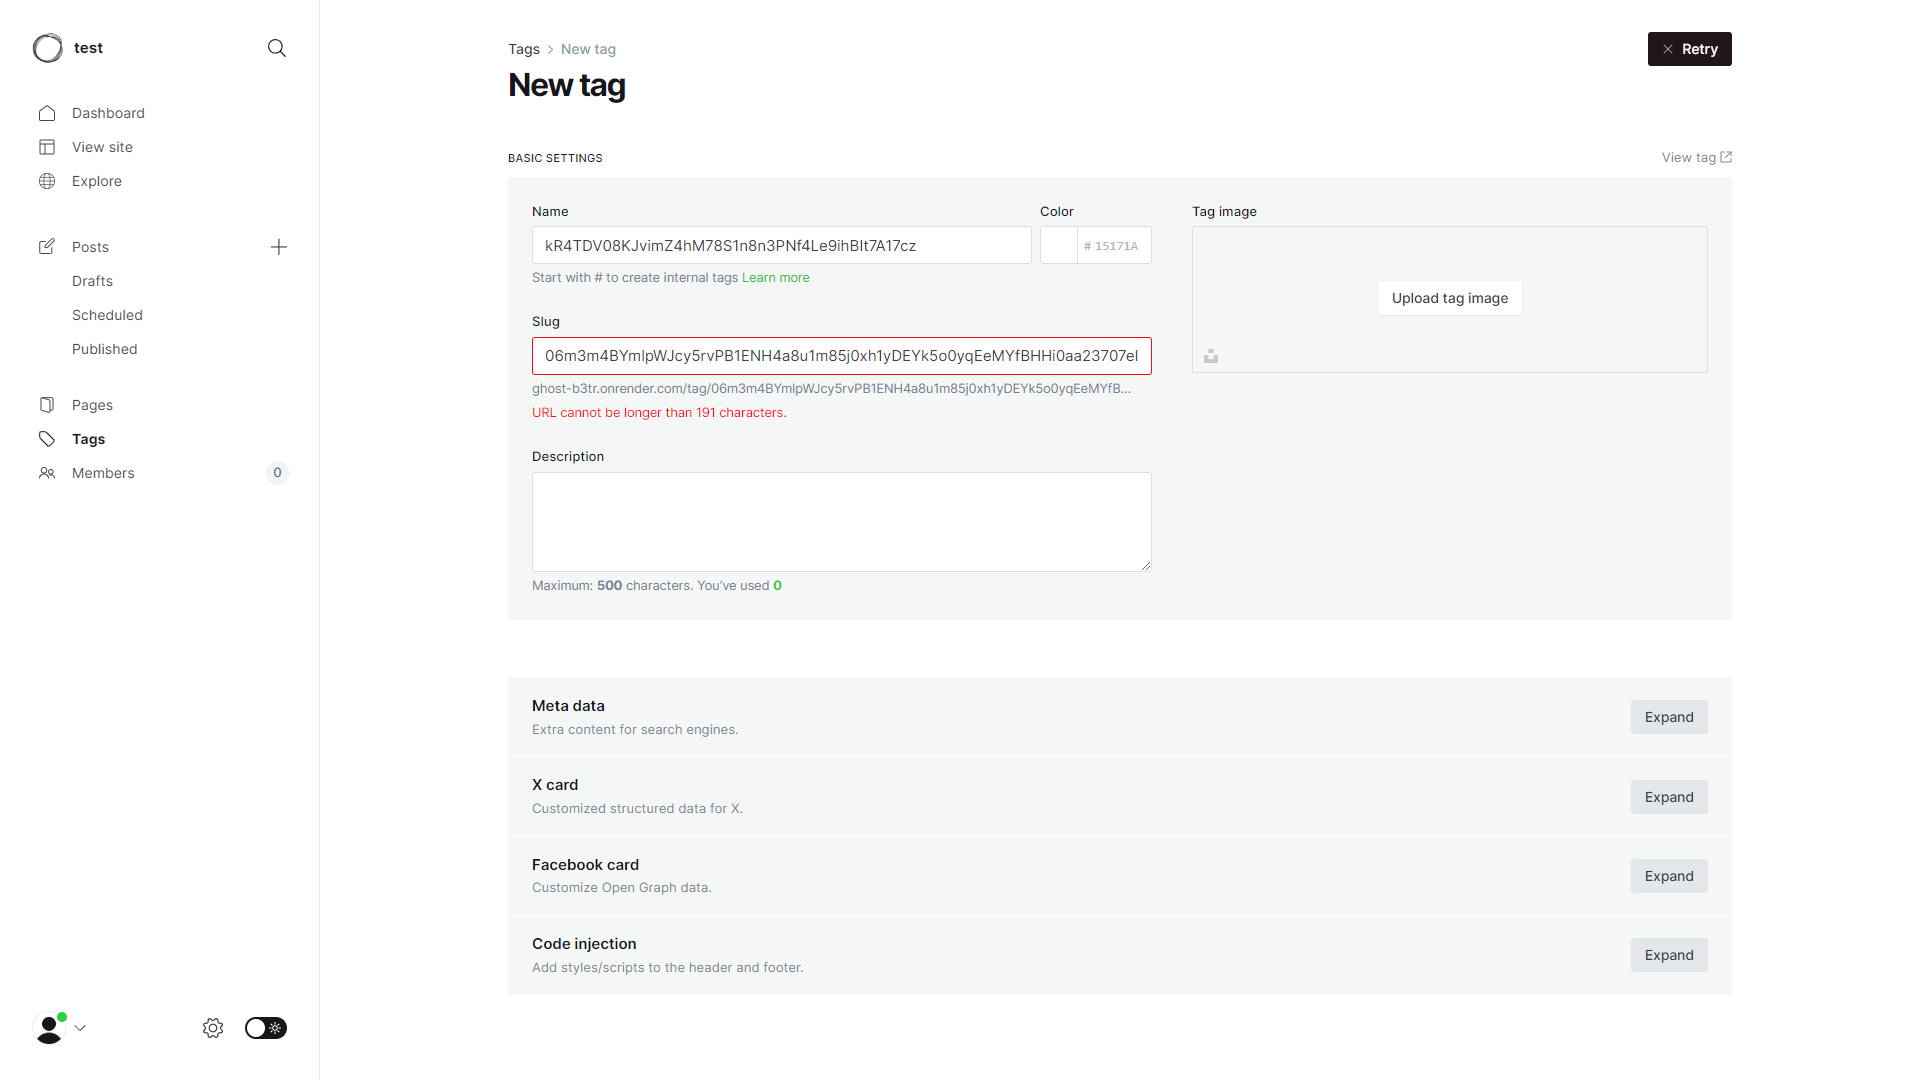 test
Dashboard
View site
Explore
Posts
Drafts
Scheduled
Published
Pages
Tags
Members
0
Tags > New tag
New tag
Retry
BASIC SETTINGS
View tag
Name
kR4TDV08KJvimZ4hM78S1n8n3PNf4Le9ihBIt7A17cz
Start with # to create internal tags Learn more
Color
# 15171A
Slug
06m3m4BYmlpWJcy5rvPB1ENH4a8u1m85j0xh1yDEYk5o0yqEeMYfBHHi0aa23707el
ghost-b3tr.onrender.com/tag/06m3m4BYmlpWJcy5rvPB1ENH4a8u1m85j0xh1yDEYk5o0yqEeMYfB...
URL cannot be longer than 191 characters.
Description
Maximum: 500 characters. You’ve used 0
Tag image
Upload tag image
Meta data
Extra content for search engines.
Expand
X card
Customized structured data for X.
Expand
Facebook card
Customize Open Graph data.
Expand
Code injection
Add styles/scripts to the header and footer.
Expand